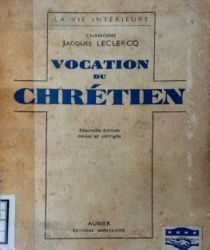 LA VIE INTÉRIEURE
CHANOINE
JACQUES LECLERCQ
VOCATION
DU
CHRÉTIEN
Nouvelle édition
revue et corrigée
AUBIER
ÉDITIONS MONTAIGNE